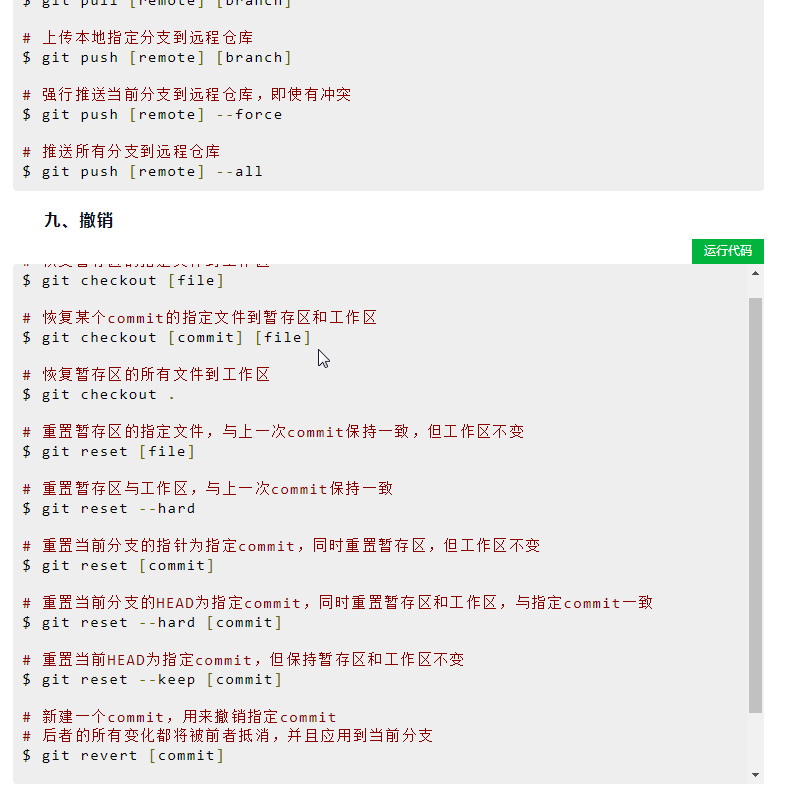 $ git pull [remote] [branch]
# 上传本地指定分支到远程仓库
$ git push [remote] [branch]
# 强行推送当前分支到远程仓库，即使有冲突
$ git push [remote] --force
# 推送所有分支到远程仓库
$ git push [remote] --all
九、撤销
运行代码
# 恢复暂存区的指定文件到工作区
$ git checkout [file]
# 恢复某个commit的指定文件到暂存区和工作区
$ git checkout [commit] [file]
# 恢复暂存区的所有文件到工作区
$ git checkout .
# 重置暂存区的指定文件，与上一次commit保持一致，但工作区不变
$ git reset [file]
# 重置暂存区与工作区，与上一次commit保持一致
$ git reset --hard
# 重置当前分支的指针为指定commit，同时重置暂存区，但工作区不变
$ git reset [commit]
# 重置当前分支的HEAD为指定commit，同时重置暂存区和工作区，与指定commit一致
$ git reset --hard [commit]
# 重置当前HEAD为指定commit，但保持暂存区和工作区不变
$ git reset --keep [commit]
# 新建一个commit，用来撤销指定commit
# 后者的所有变化都将被前者抵消，并且应用到当前分支
$ git revert [commit]